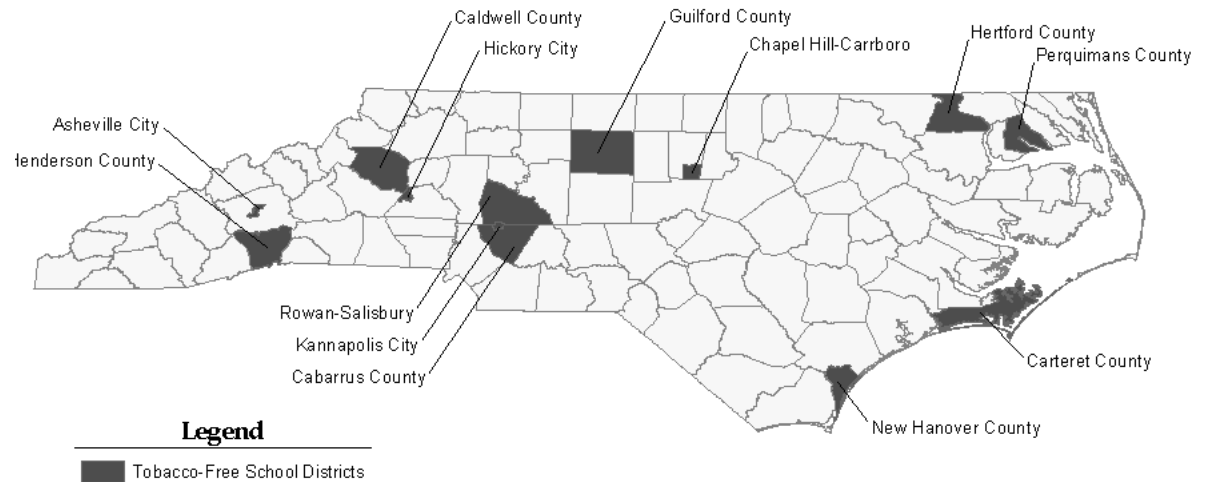 Caldwell County
Guilford County
Hickory City
Chapel Hill-Carrboro
Hertford County
Perquimans County
Asheville City
Henderson County
Rowan-Salisbury
Kannapolis City
Cabarrus County
Carteret County
New Hanover County
Legend
Tobacco-Free School Districts